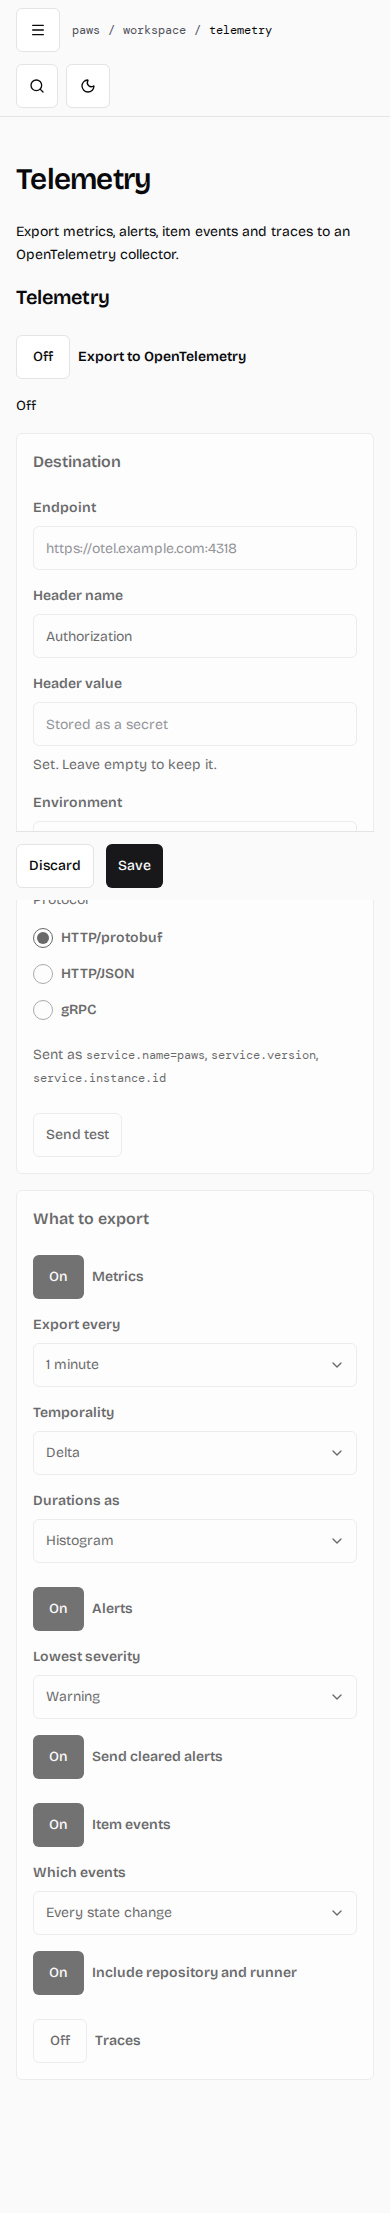 paws / workspace / telemetry
Telemetry
Export metrics, alerts, item events and traces to an
OpenTelemetry collector.
Telemetry
Off Export to OpenTelemetry
Off
Destination
Endpoint
https://otel.example.com:4318
Header name
Authorization
Header value
Stored as a secret
Set. Leave empty to keep it.
Environment
Discard Save
Protocol
HTTP/protobuf
HTTP/JSON
gRPC
Sent as service.name=paws, service.version,
service.instance.id
Send test
What to export
On Metrics
Export every
1 minute
Temporality
Delta
Durations as
Histogram
On Alerts
Lowest severity
Warning
On Send cleared alerts
On Item events
Which events
Every state change
On Include repository and runner
Off Traces